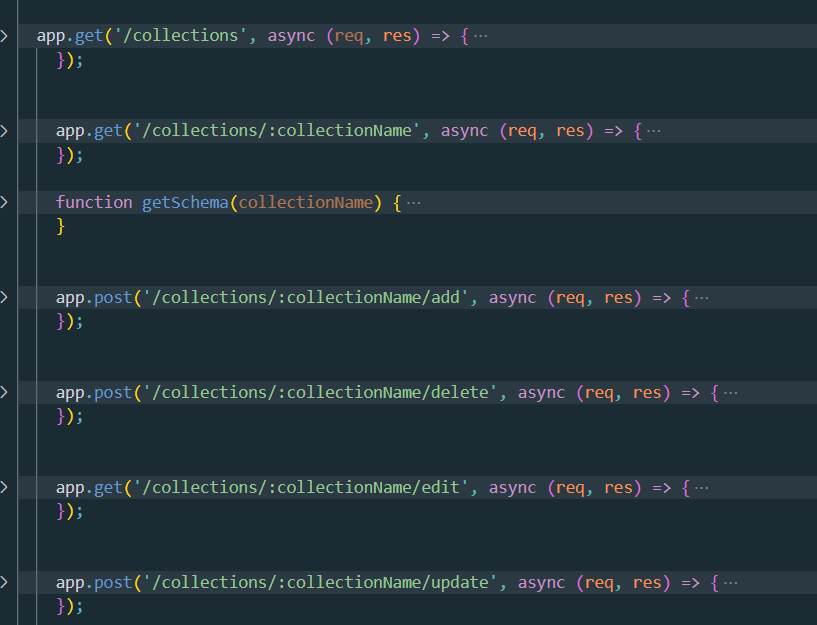 app.get('/collections', async (req, res) => {···
});
app.get('/collections/:collectionName', async (req, res) => {···
});
function getSchema(collectionName) {···
}
app.post('/collections/:collectionName/add', async (req, res) => {···
});
app.post('/collections/:collectionName/delete', async (req, res) => {···
});
app.get('/collections/:collectionName/edit', async (req, res) => {···
});
app.post('/collections/:collectionName/update', async (req, res) => {···
});